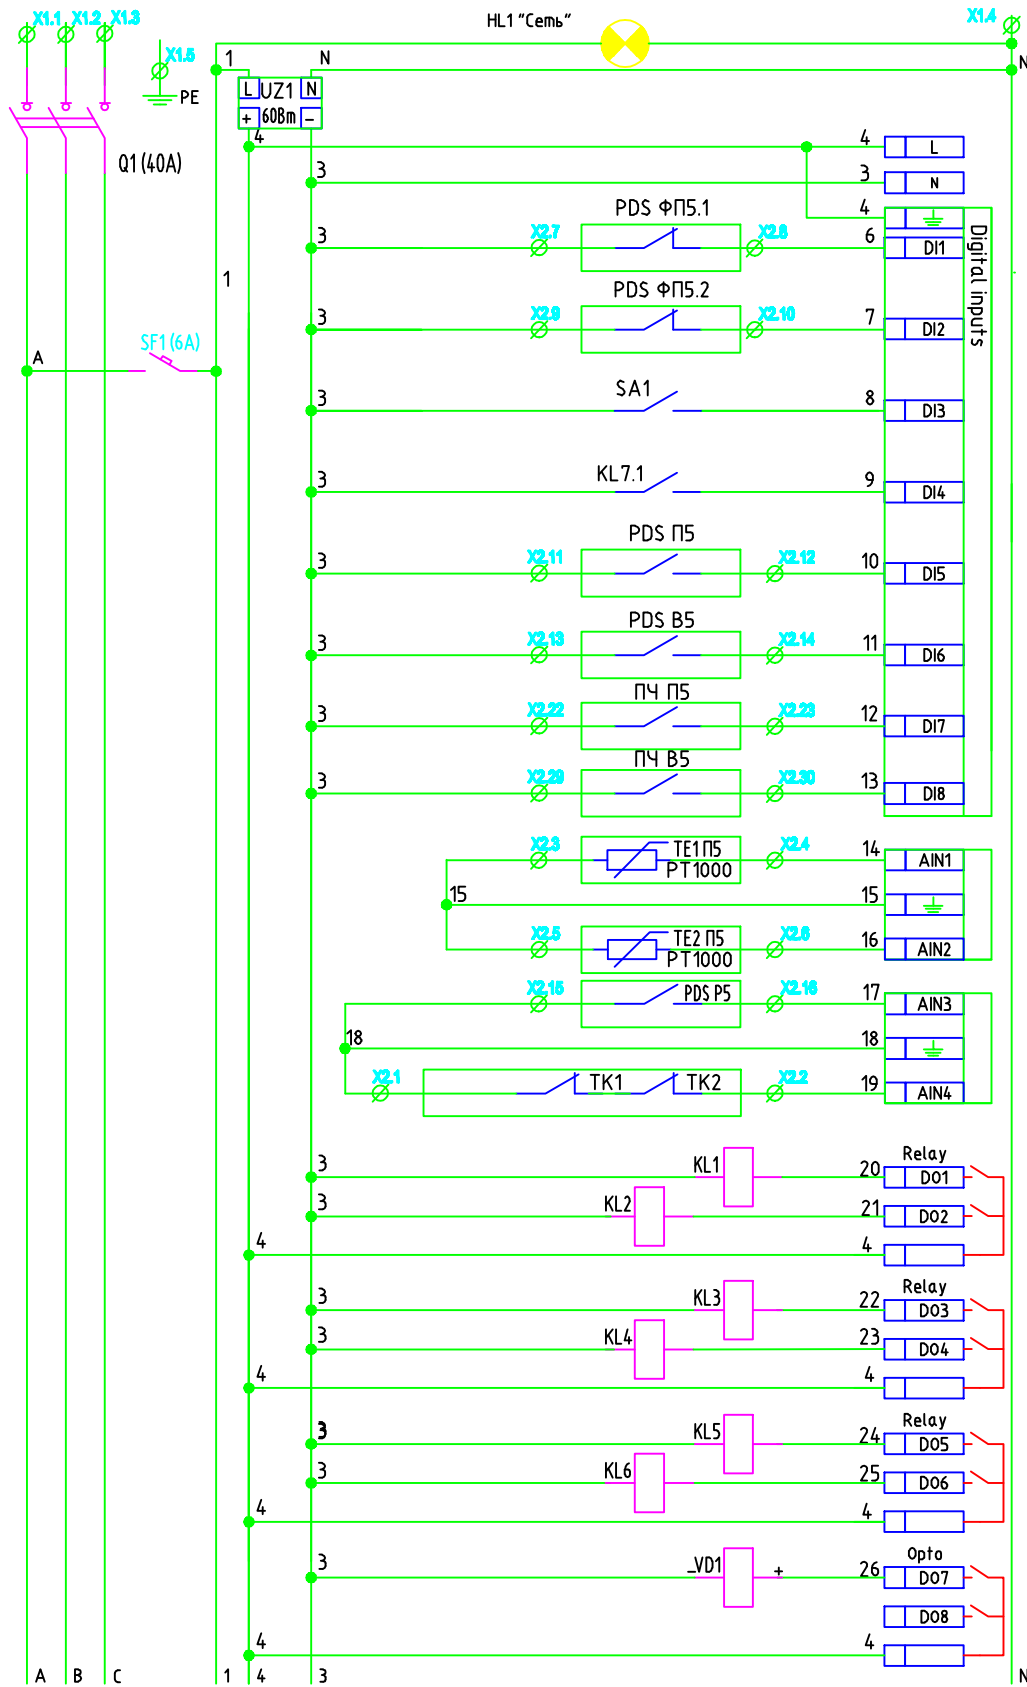 X1.1 X1.2 X1.3
HL1 "Сеть"
X1.4
X1.5
1
N
N
PE
L UZ1 N
+ 60Вт −
Q1 (40A)
4
4 L
3
3 N
PDS ФП5.1
4
X2.7
X2.8
3
6 DI1
Digital inputs
1
PDS ФП5.2
X2.9
X2.10
3
7 DI2
SF1 (6A)
A
SA1
3
8 DI3
KL7.1
3
9 DI4
PDS П5
X2.11
X2.12
3
10 DI5
PDS В5
X2.13
X2.14
3
11 DI6
ПЧ П5
X2.22
X2.23
3
12 DI7
ПЧ В5
X2.29
X2.30
3
13 DI8
X2.3
TE1 П5
PT1000
X2.4
14 AIN1
15
15
X2.5
TE2 П5
PT1000
X2.6
16 AIN2
X2.15
PDS P5
X2.16
17 AIN3
18
18
X2.1
TK1 TK2
X2.2
19 AIN4
Relay
3 KL1 20 DO1
3 KL2 21 DO2
4 4
Relay
3 KL3 22 DO3
3 KL4 23 DO4
4 4
Relay
3 KL5 24 DO5
3 KL6 25 DO6
4 4
Opto
3 − VD1 + 26 DO7
DO8
4 4
A B C 1 4 3 N